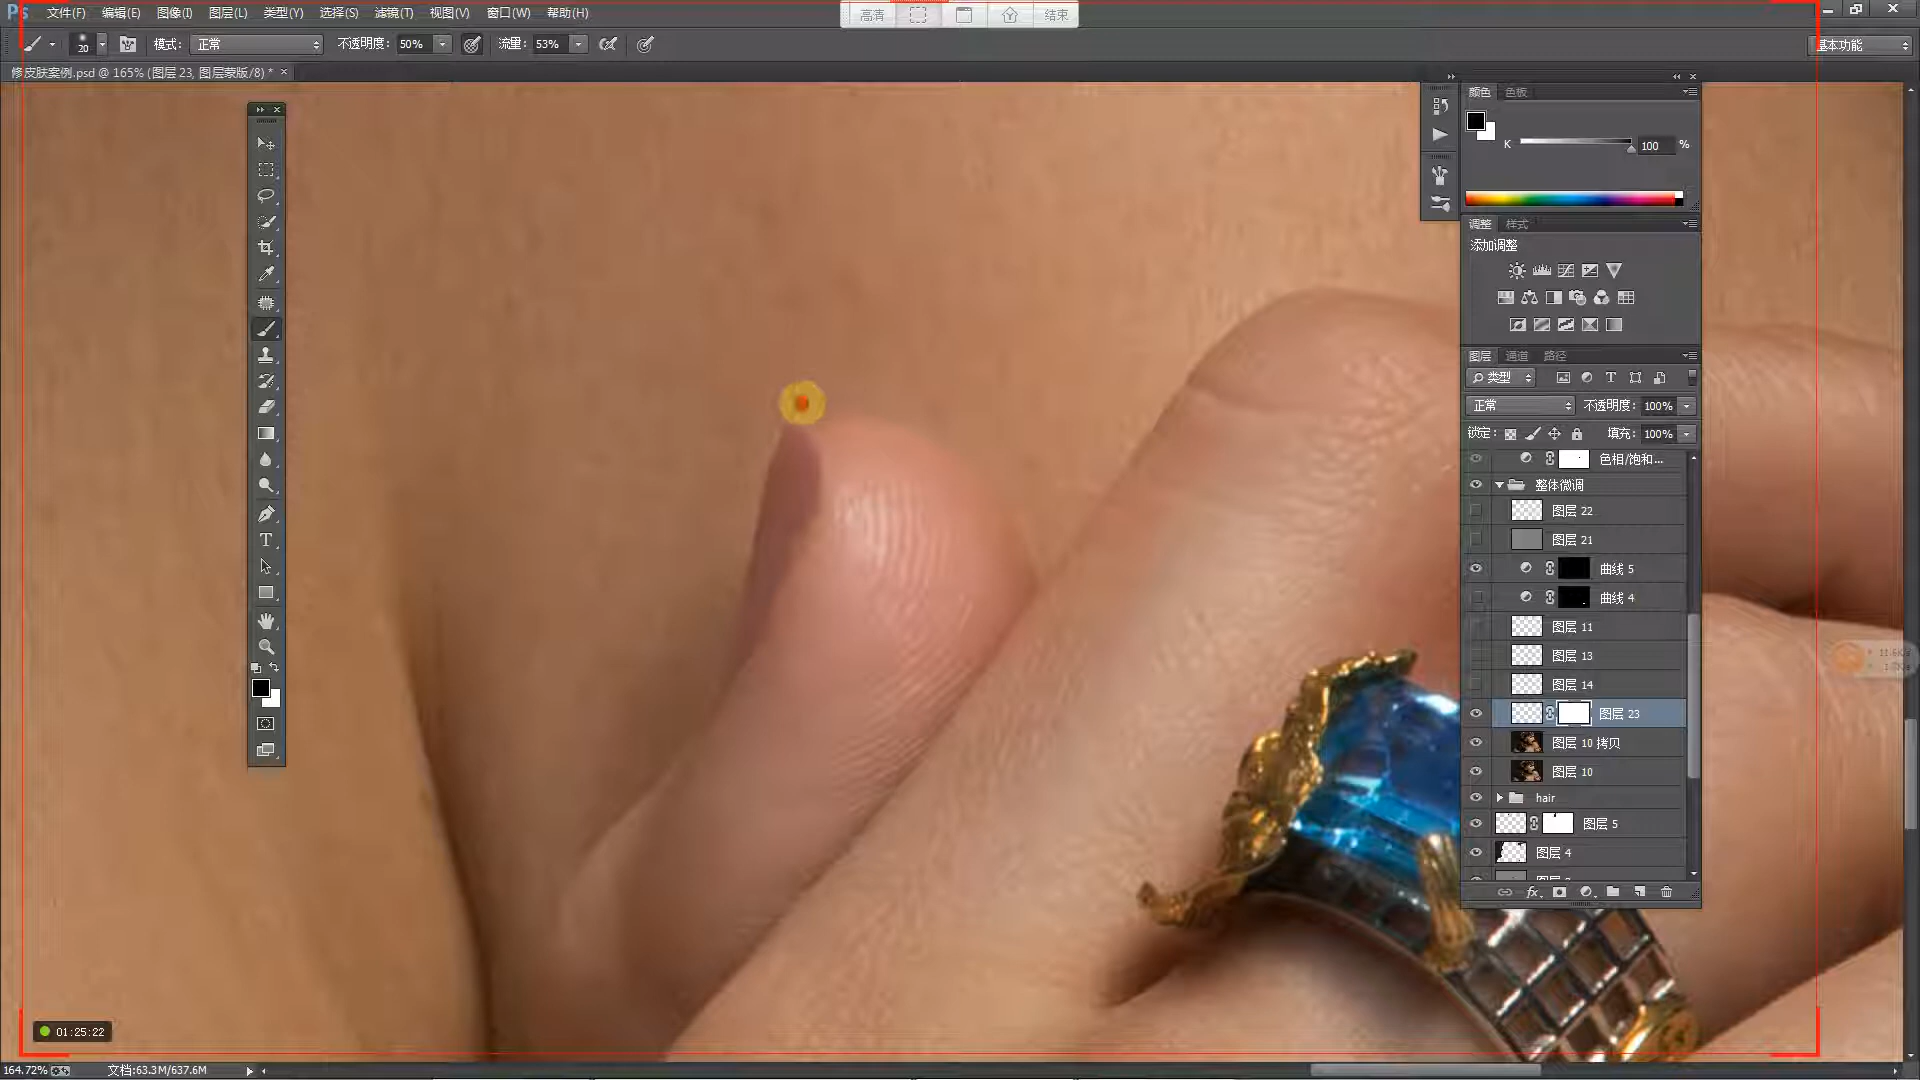 Ps 文件(F) 编辑(E) 图像(I) 图层(L) 类型(Y) 选择(S) 滤镜(T) 视图(V) 窗口(W) 帮助(H)
高清 结束
20 模式: 正常 不透明度: 50% 流量: 53% 基本功能
修皮肤案例.psd @ 165% (图层 23, 图层蒙版/8) * ×
颜色 色板
K 100 %
调整 样式
添加调整
图层 通道 路径
类型
正常 不透明度: 100%
锁定: 填充: 100%
色相/饱和...
整体微调
图层 22
图层 21
曲线 5
曲线 4
图层 11
图层 13
图层 14
图层 23
图层 10 拷贝
图层 10
hair
图层 5
图层 4
01:25:22
164.72% 文档:63.3M/637.6M